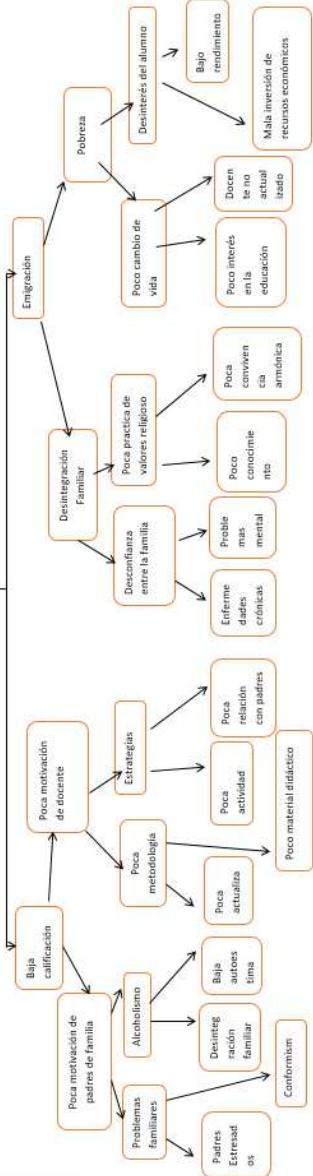 Baja
calificación
Emigración
Poca motivación de
padres de familia
Poca motivación
de docente
Desintegración
Familiar
Pobreza
Problemas
familiares
Alcoholismo
Poca
metodología
Estrategias
Desconfianza
entre la familia
Poca practica de
valores religioso
Poco cambio de
vida
Desinterés del alumno
Padres
Estresad
os
Conformism
Desinteg
ración
familiar
Baja
autoes
tima
Poca
actualiza
Poco material didáctico
Poca
actividad
Poca
relación
con padres
Enferme
dades
crónicas
Proble
mas
mental
Poco
conocimie
nto
Poca
conviven
cia
armónica
Poco interés
en la
educación
Docen
te no
actual
izado
Mala inversión de
recursos económicos
Bajo
rendimiento